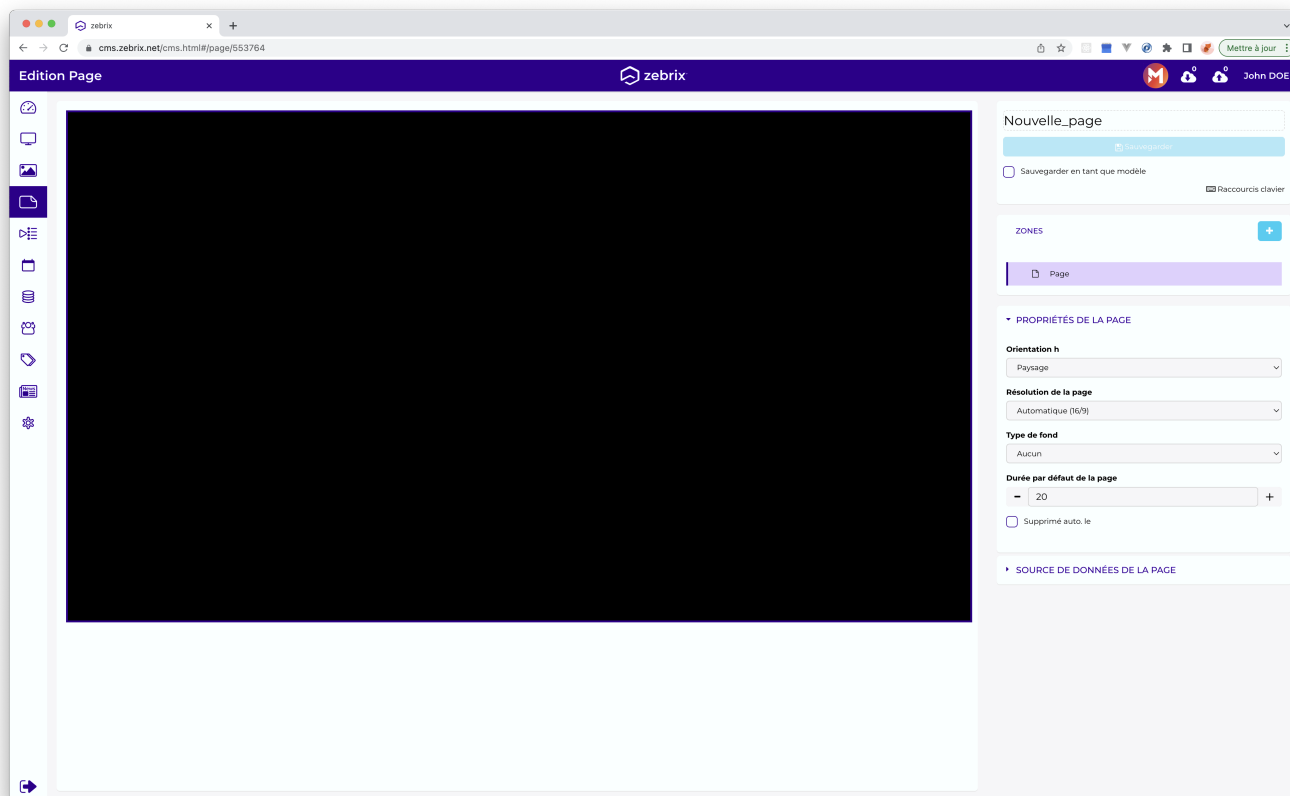 zebrix
cms.zebrix.net/cms.html#/page/553764
Mettre à jour
Edition Page
zebrix
0
0
John DOE
Nouvelle_page
Sauvegarder
Sauvegarder en tant que modèle
Raccourcis clavier
ZONES
Page
PROPRIÉTÉS DE LA PAGE
Orientation h
Paysage
Résolution de la page
Automatique (16/9)
Type de fond
Aucun
Durée par défaut de la page
20
Supprimé auto. le
News
SOURCE DE DONNÉES DE LA PAGE